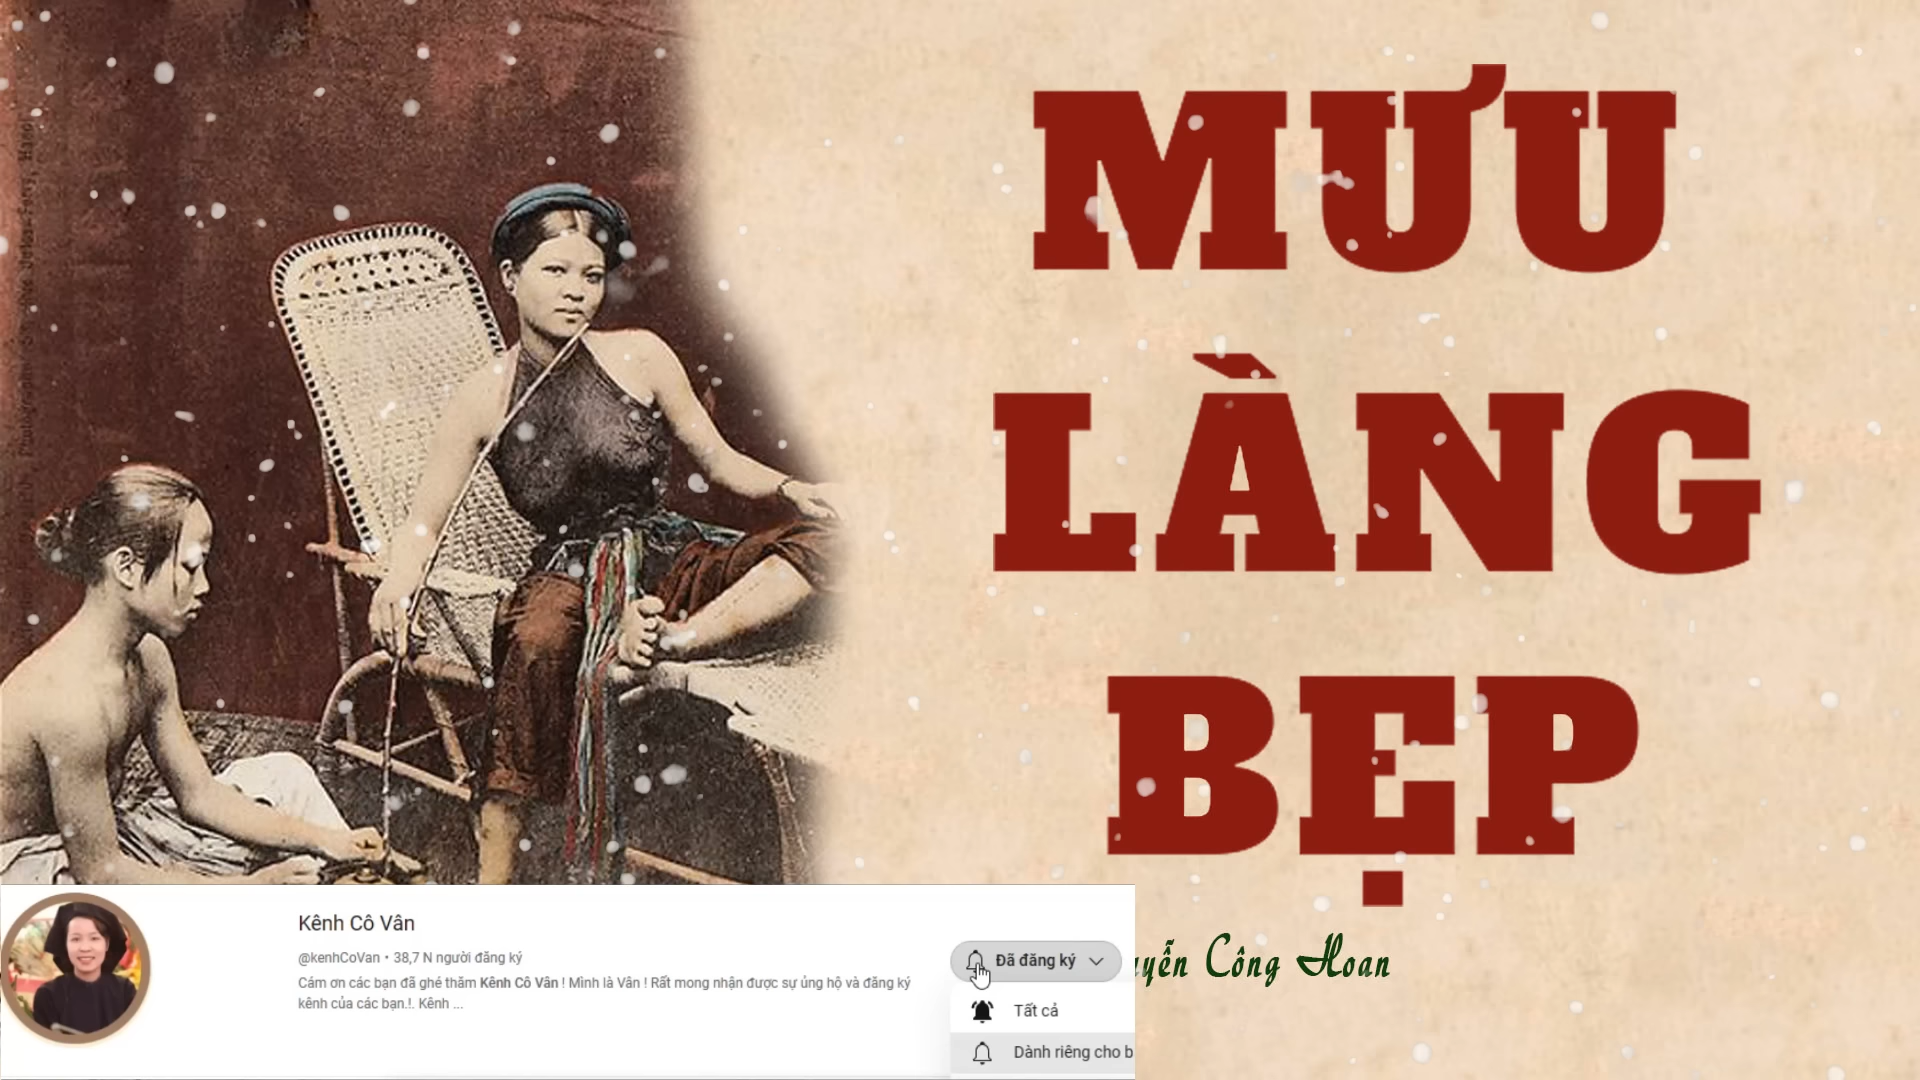 MƯU
LÀNG
BẸP
yễn Công Hoan
Kênh Cô Vân
@kenhCoVan • 38,7 N người đăng ký
Cám ơn các bạn đã ghé thăm Kênh Cô Vân ! Mình là Vân ! Rất mong nhận được sự ủng hộ và đăng ký
kênh của các bạn.!. Kênh ...
Đã đăng ký
Tất cả
Dành riêng cho b